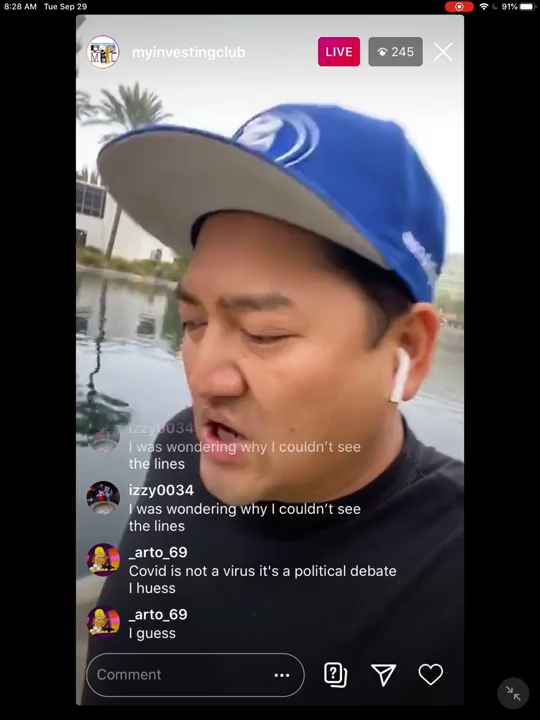 8:28 AM Tue Sep 29
91%
myinvestingclub
LIVE
245
izzy0034
I was wondering why I couldn't see
the lines
izzy0034
I was wondering why I couldn't see
the lines
_arto_69
Covid is not a virus it's a political debate
I huess
_arto_69
I guess
Comment